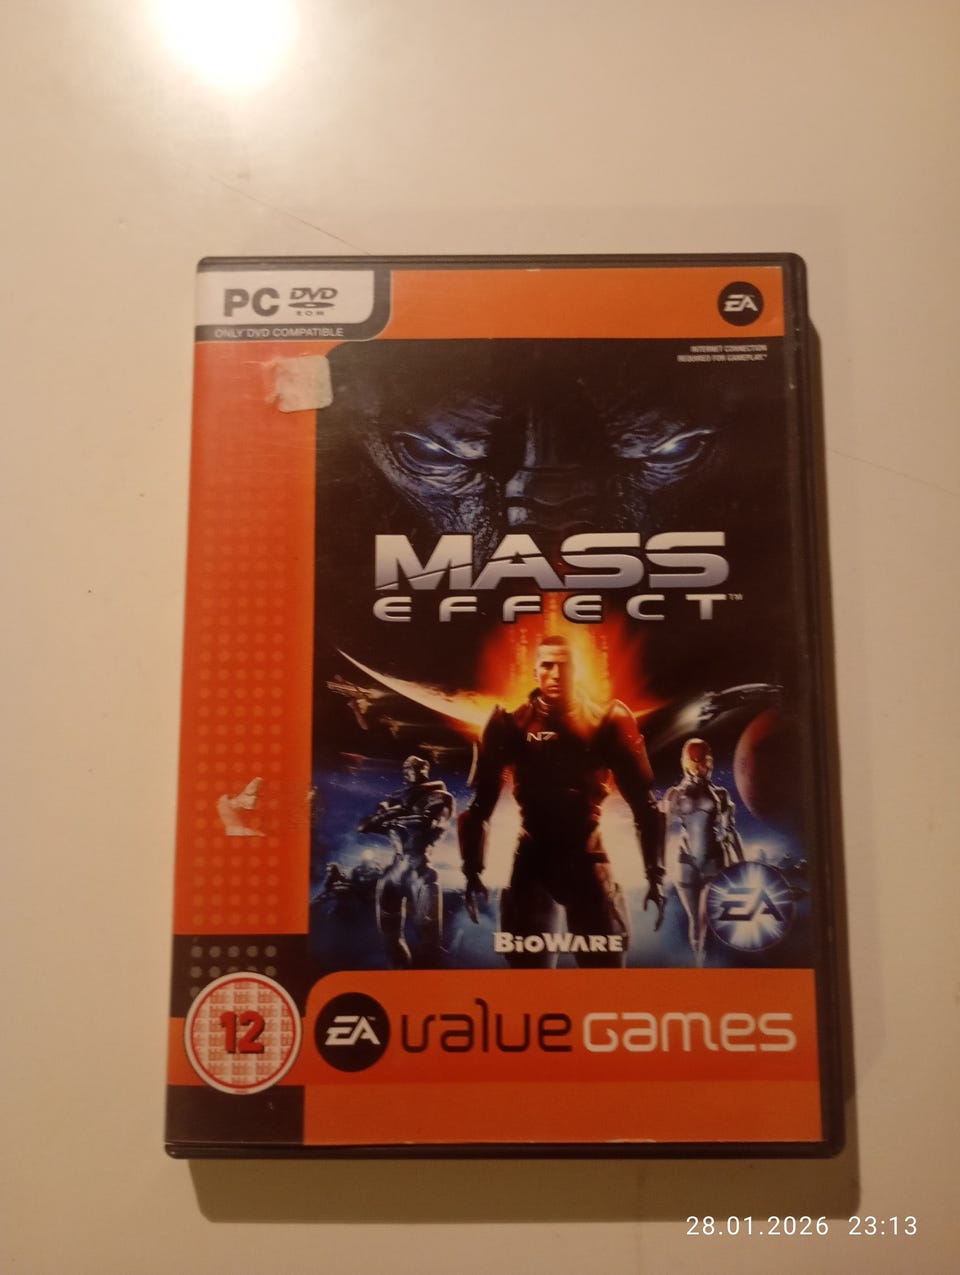 PC DVD
ROM
ONLY DVD COMPATIBLE
EA
INTERNET CONNECTION
REQUIRED FOR GAMEPLAY.*
MASS
EFFECT™
N7
EA
BIOWARE
12
EA™ value games
28.01.2026 23:13